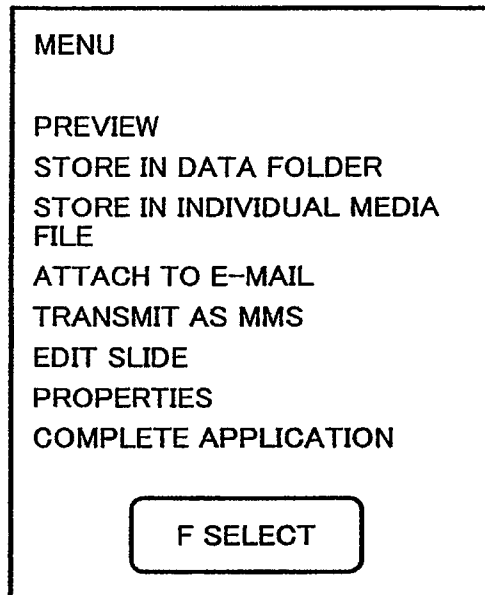 MENU
PREVIEW
STORE IN DATA FOLDER
STORE IN INDIVIDUAL MEDIA
FILE
ATTACH TO E-MAIL
TRANSMIT AS MMS
EDIT SLIDE
PROPERTIES
COMPLETE APPLICATION
F SELECT